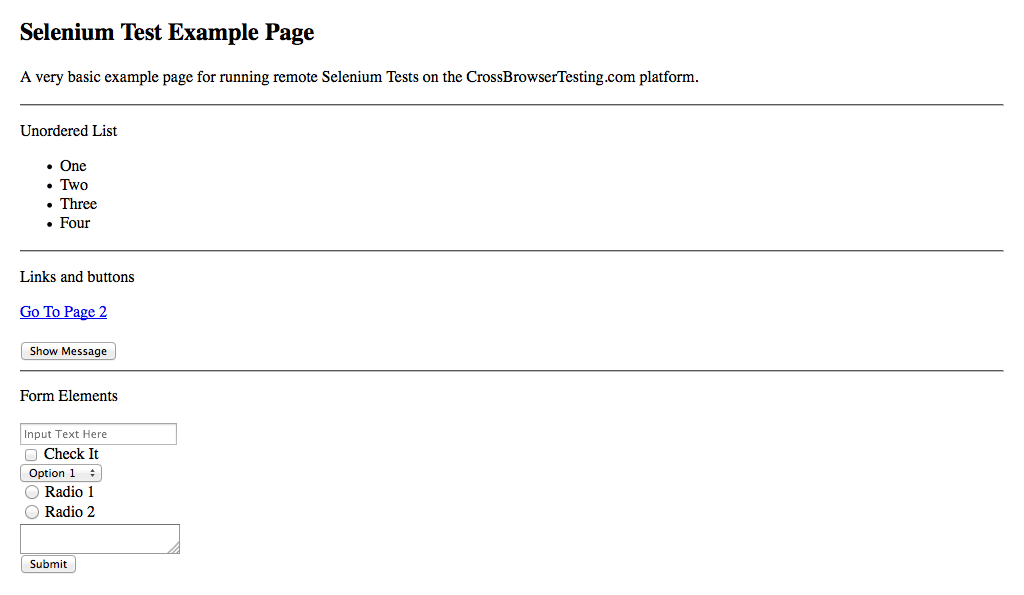 Selenium Test Example Page
A very basic example page for running remote Selenium Tests on the CrossBrowserTesting.com platform.
Unordered List
One
Two
Three
Four
Links and buttons
Go To Page 2
Show Message
Form Elements
Input Text Here
Check It
Option 1
Radio 1
Radio 2
Submit